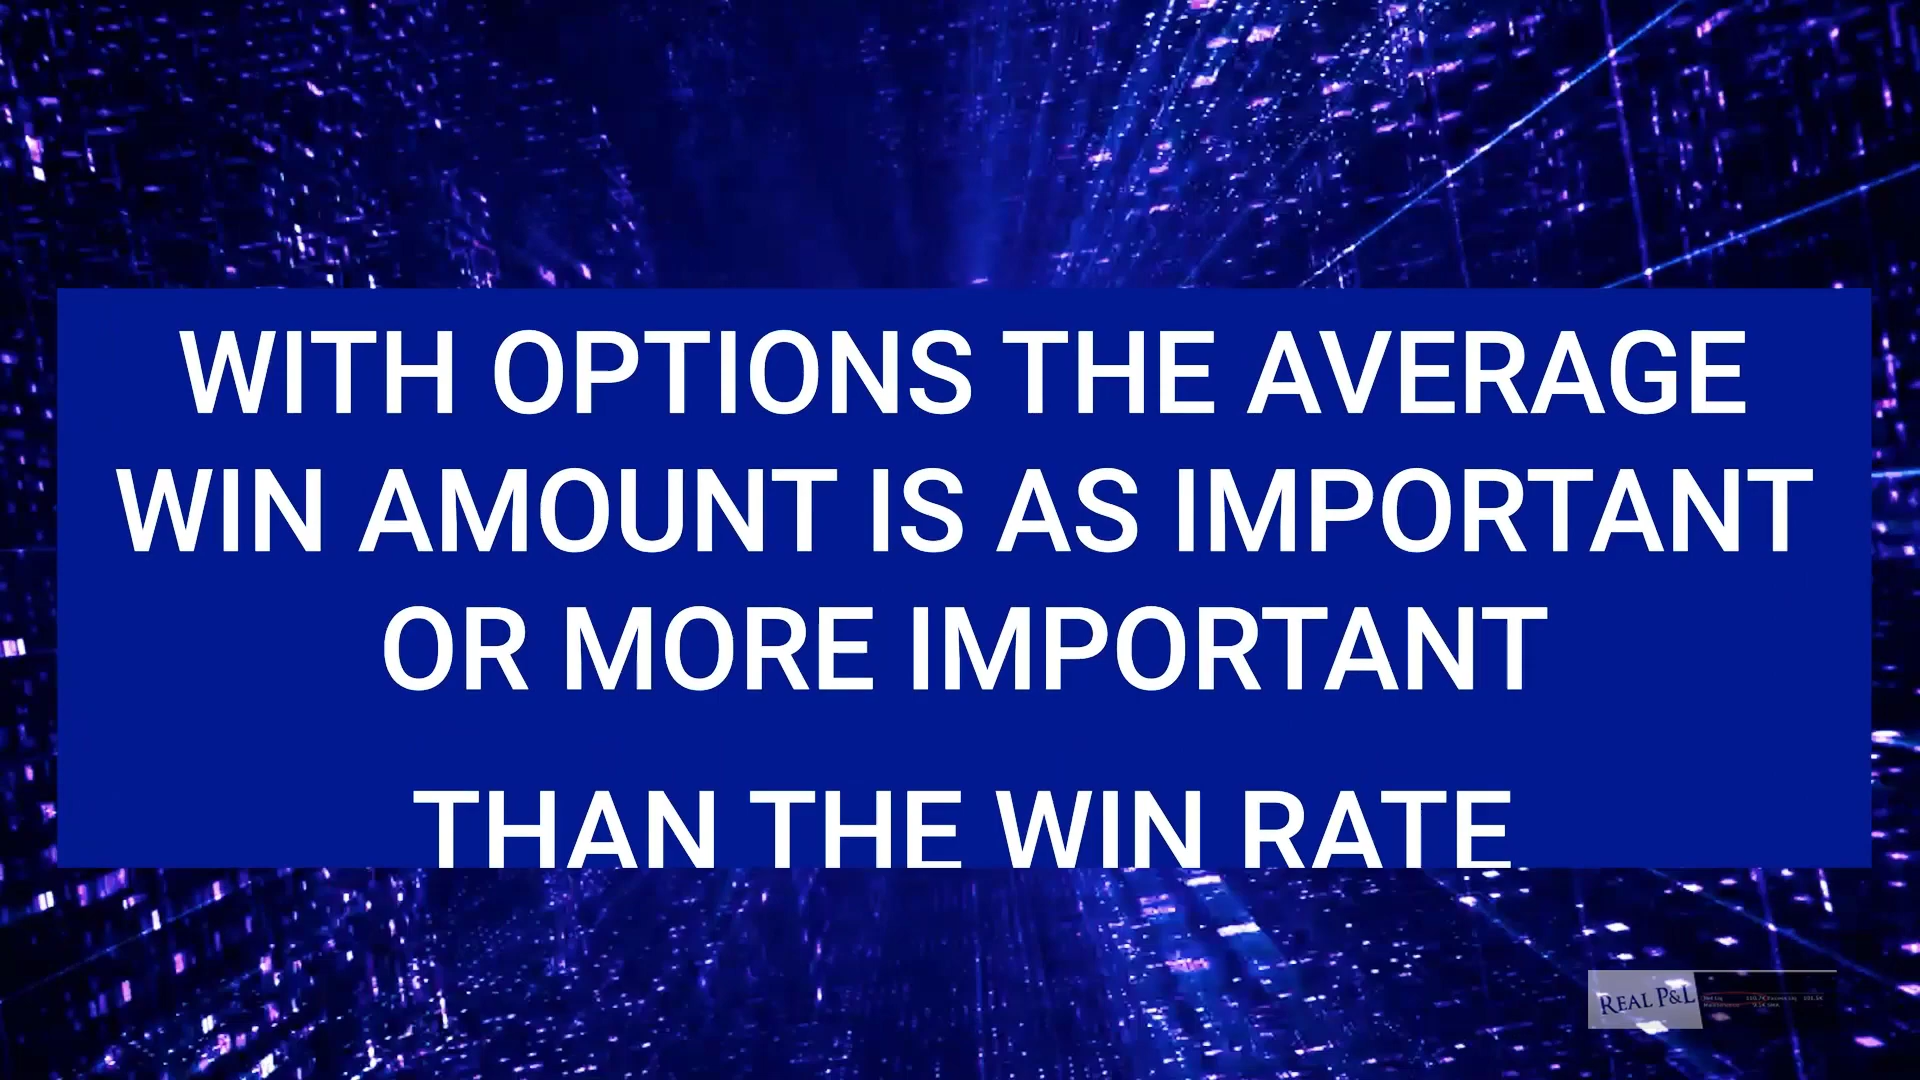 WITH OPTIONS THE AVERAGE
WIN AMOUNT IS AS IMPORTANT
OR MORE IMPORTANT
THAN THE WIN RATE
REAL P&L